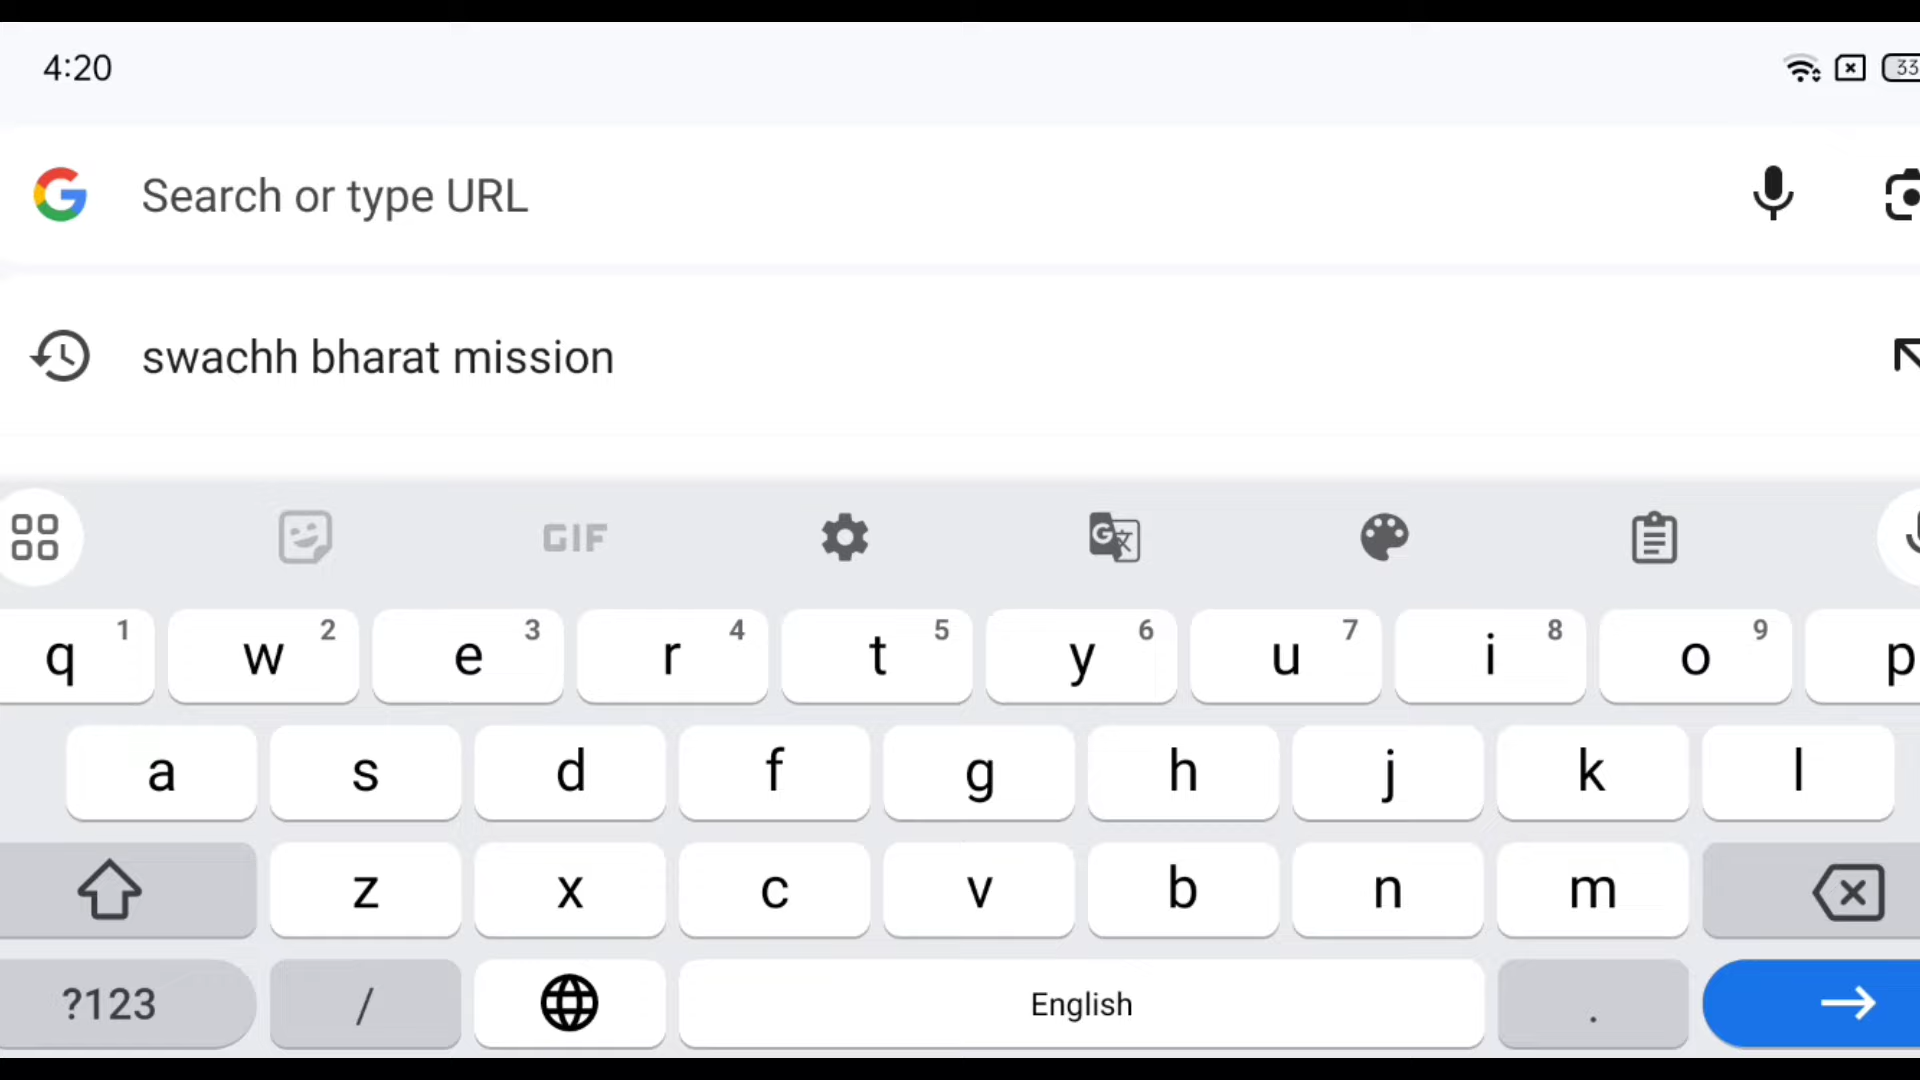 4:20
33
Search or type URL
swachh bharat mission
GIF
q 1 w 2 e 3 r 4 t 5 y 6 u 7 i 8 o 9 p
a s d f g h j k l
z x c v b n m
?123 / English .